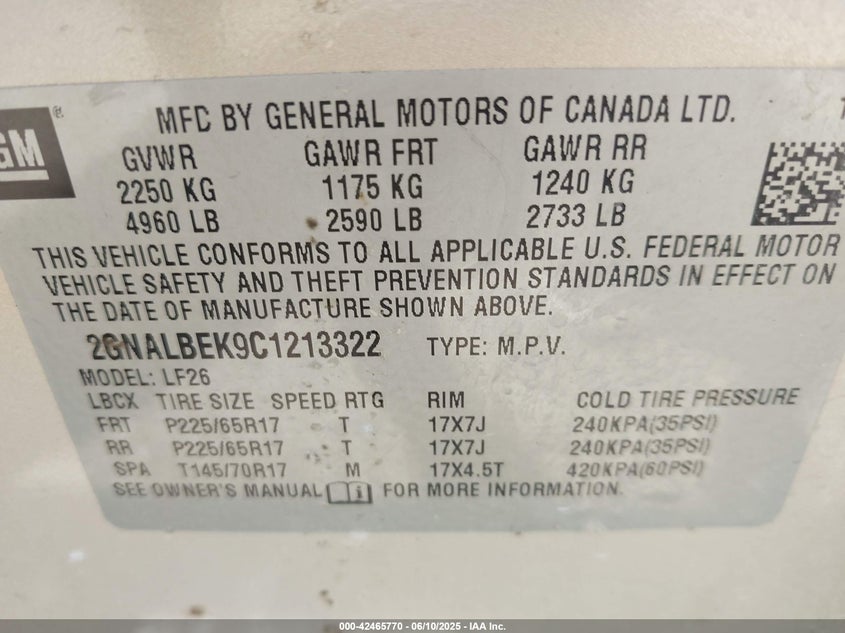 GM ®
MFD BY GENERAL MOTORS OF CANADA LTD.
GVWR GAWR FRT GAWR RR
2250 KG 1175 KG 1240 KG
4960 LB 2590 LB 2733 LB
THIS VEHICLE CONFORMS TO ALL APPLICABLE U.S. FEDERAL MOTOR
VEHICLE SAFETY AND THEFT PREVENTION STANDARDS IN EFFECT ON
THE DATE OF MANUFACTURE SHOWN ABOVE.
2GNALBEK9C1213322 TYPE: M.P.V.
MODEL: LF26
LBCX TIRE SIZE SPEED RTG RIM COLD TIRE PRESSURE
FRT P225/65R17 T 17X7J 240KPA(35PSI)
RR P225/65R17 T 17X7J 240KPA(35PSI)
SPA T145/70R17 M 17X4.5T 420KPA(60PSI)
SEE OWNER'S MANUAL i FOR MORE INFORMATION.
000-42465770 - 06/10/2025 - IAA Inc.